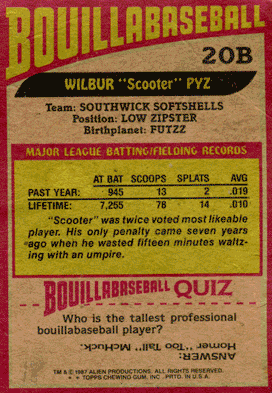 BOUILLABASEBALL
20B
WILBUR "Scooter" PYZ
Team: SOUTHWICK SOFTSHELLS
Position: LOW ZIPSTER
Birthplanet: FUTZZ
MAJOR LEAGUE BATTING/FIELDING RECORDS
AT BAT SCOOPS SPLATS AVG
PAST YEAR: 945 13 2 .019
LIFETIME: 7,255 78 14 .010
"Scooter" was twice voted most likeable
player. His only penalty came seven years
ago when he wasted fifteen minutes waltz-
ing with an umpire.
BOUILLABASEBALL QUIZ
Who is the tallest professional
bouillabaseball player?
ANSWER:
Homer "Too Tall" McHuck.
TM & © 1987 ALIEN PRODUCTIONS. ALL RIGHTS RESERVED.
★ ® TOPPS CHEWING GUM, INC. PRTD. IN U.S.A.